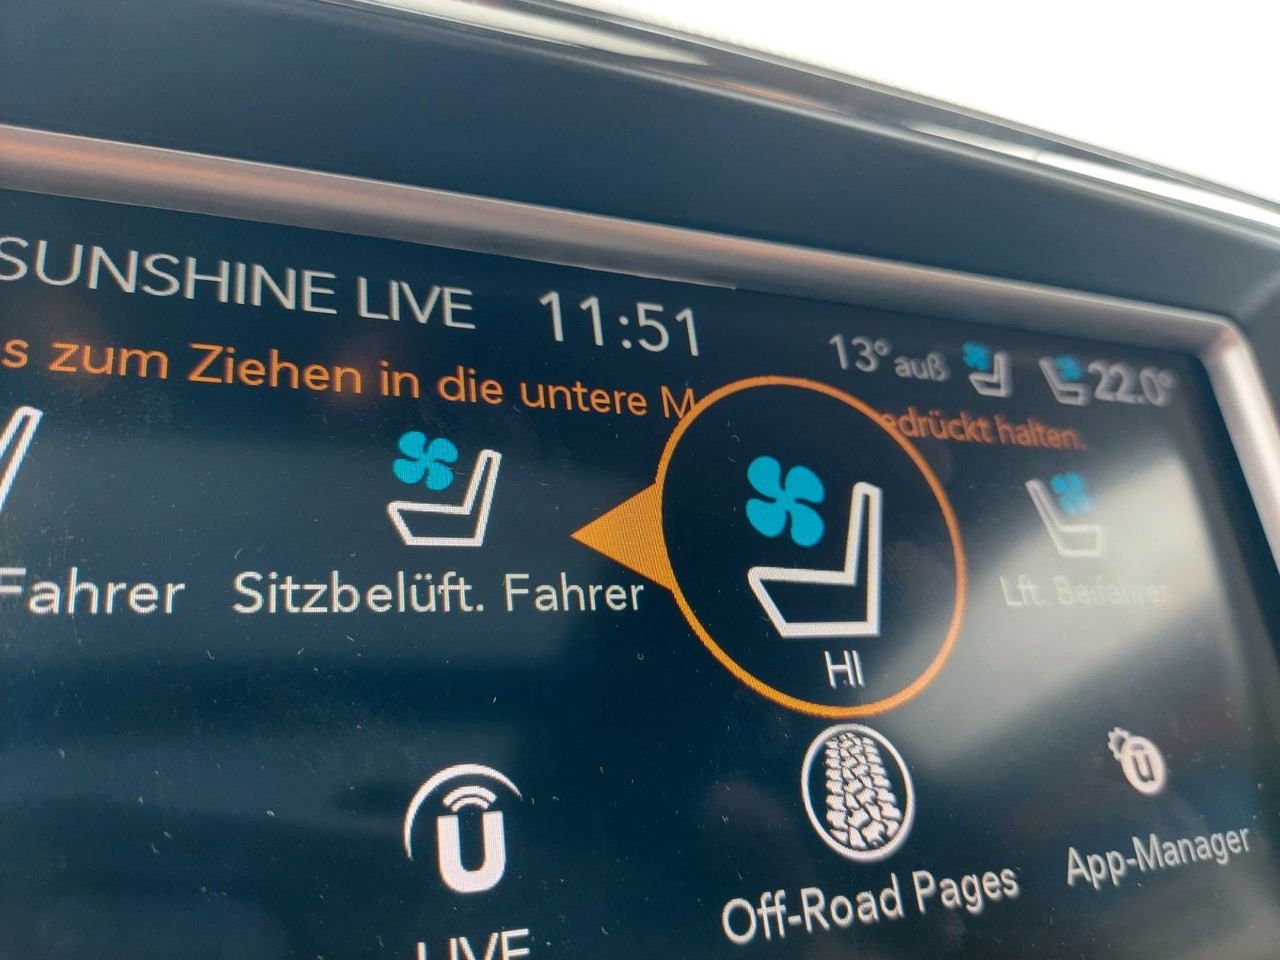 SUNSHINE LIVE 11:51 13° auß 22.0°
s zum Ziehen in die untere M edrückt halten.
Fahrer Sitzbelüft. Fahrer Lft. Beifahrer
HI
LIVE Off-Road Pages App-Manager